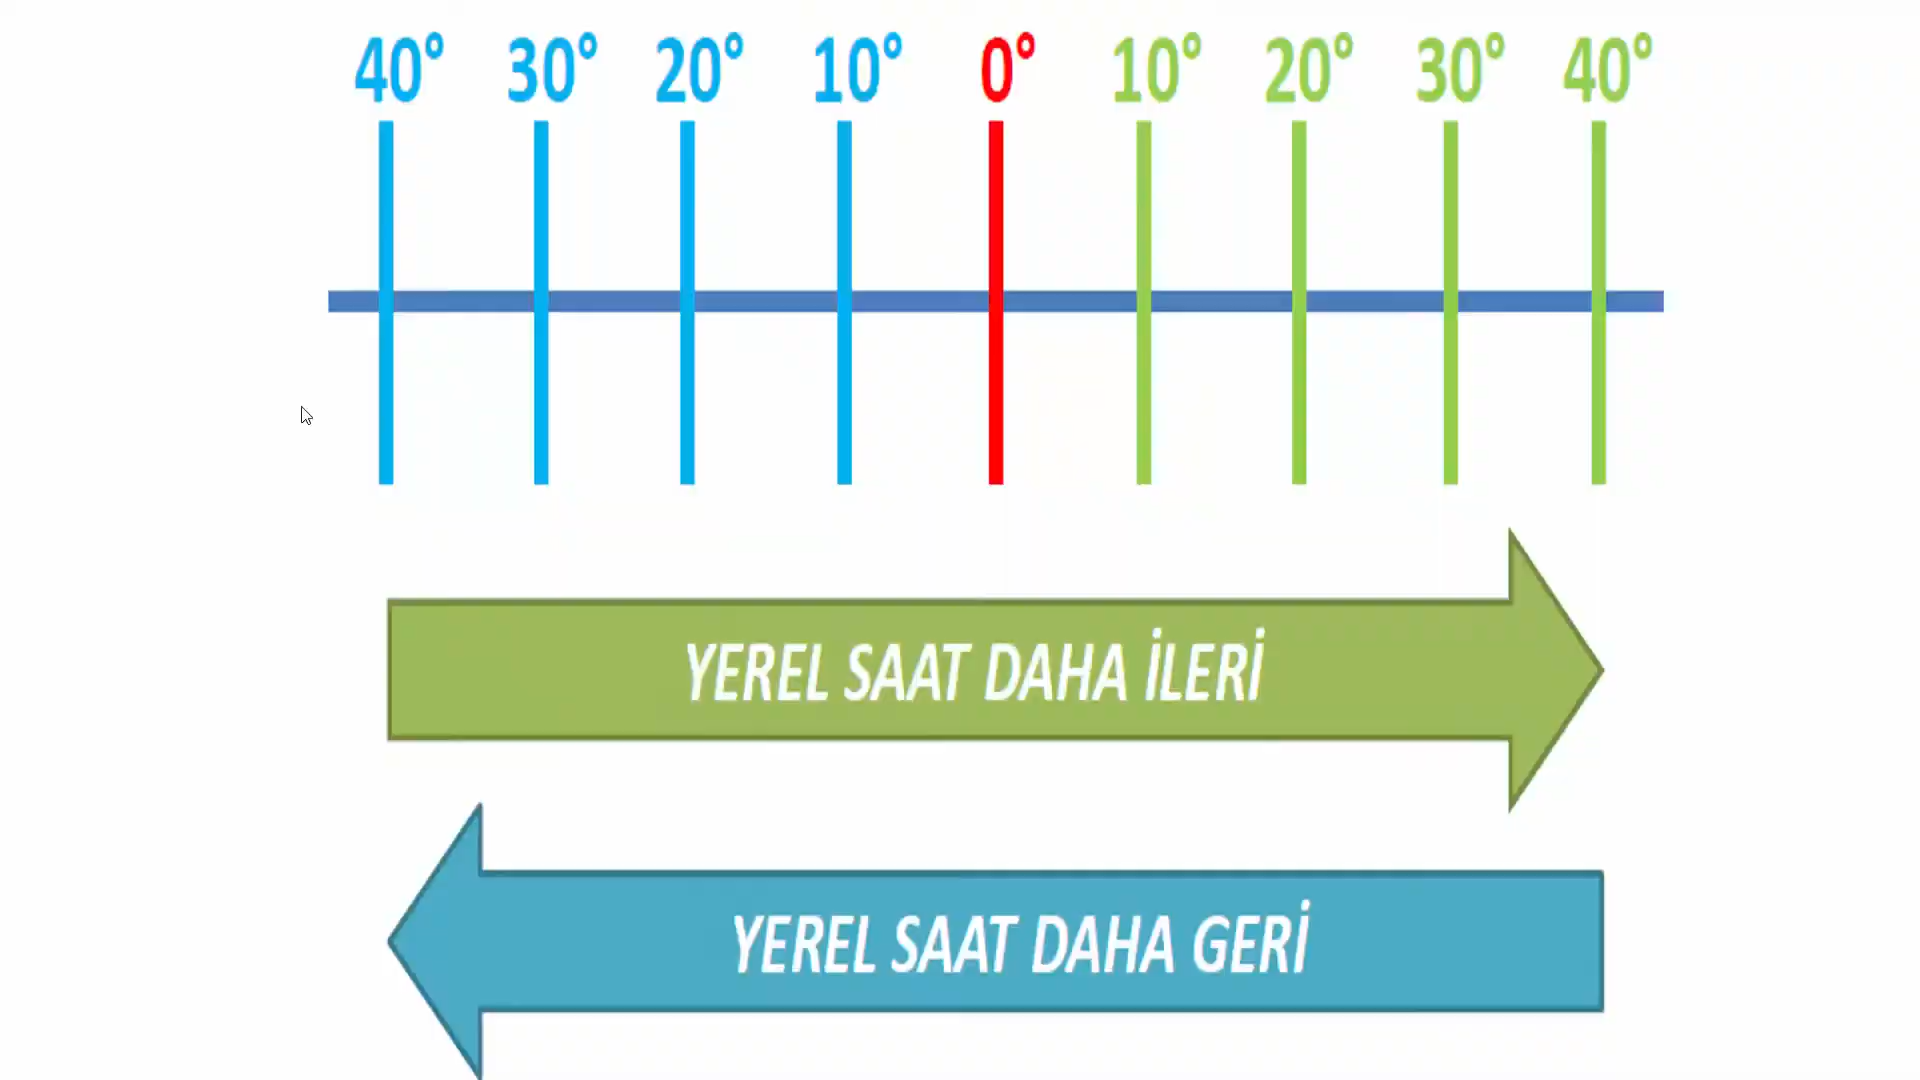 40° 30° 20° 10° 0° 10° 20° 30° 40°
YEREL SAAT DAHA İLERİ
YEREL SAAT DAHA GERİ